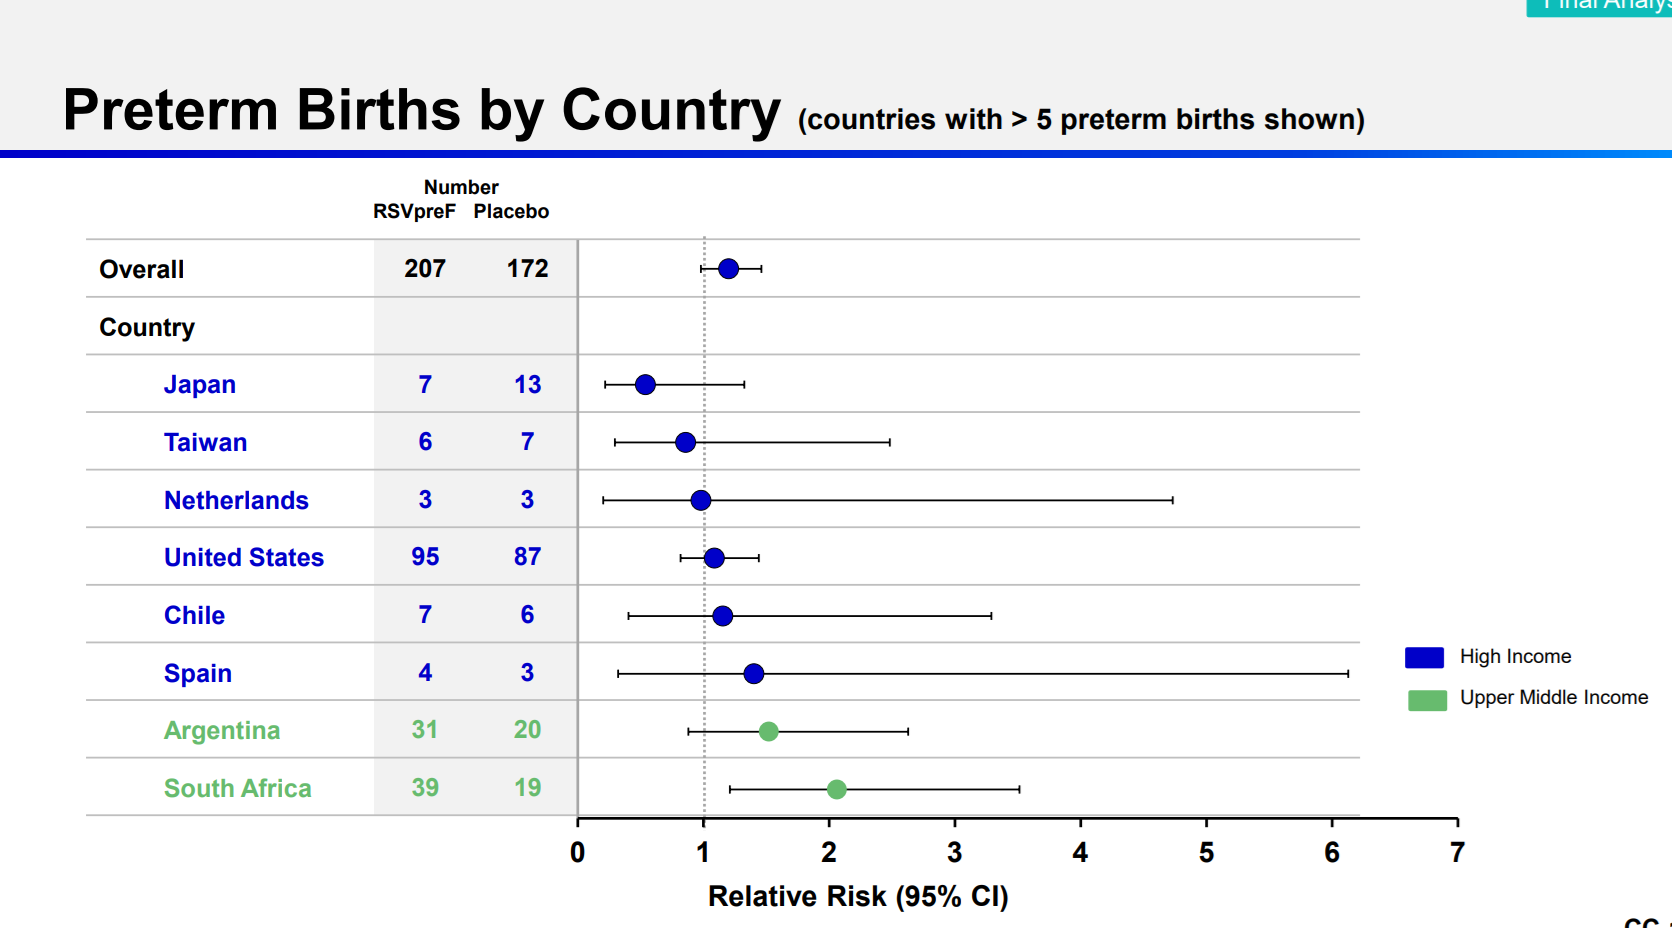 Final Analys
Preterm Births by Country (countries with > 5 preterm births shown)
Number
RSVpreF Placebo
Overall 207 172
Country
Japan 7 13
Taiwan 6 7
Netherlands 3 3
United States 95 87
Chile 7 6
Spain 4 3
Argentina 31 20
South Africa 39 19
High Income
Upper Middle Income
0 1 2 3 4 5 6 7
Relative Risk (95% CI)